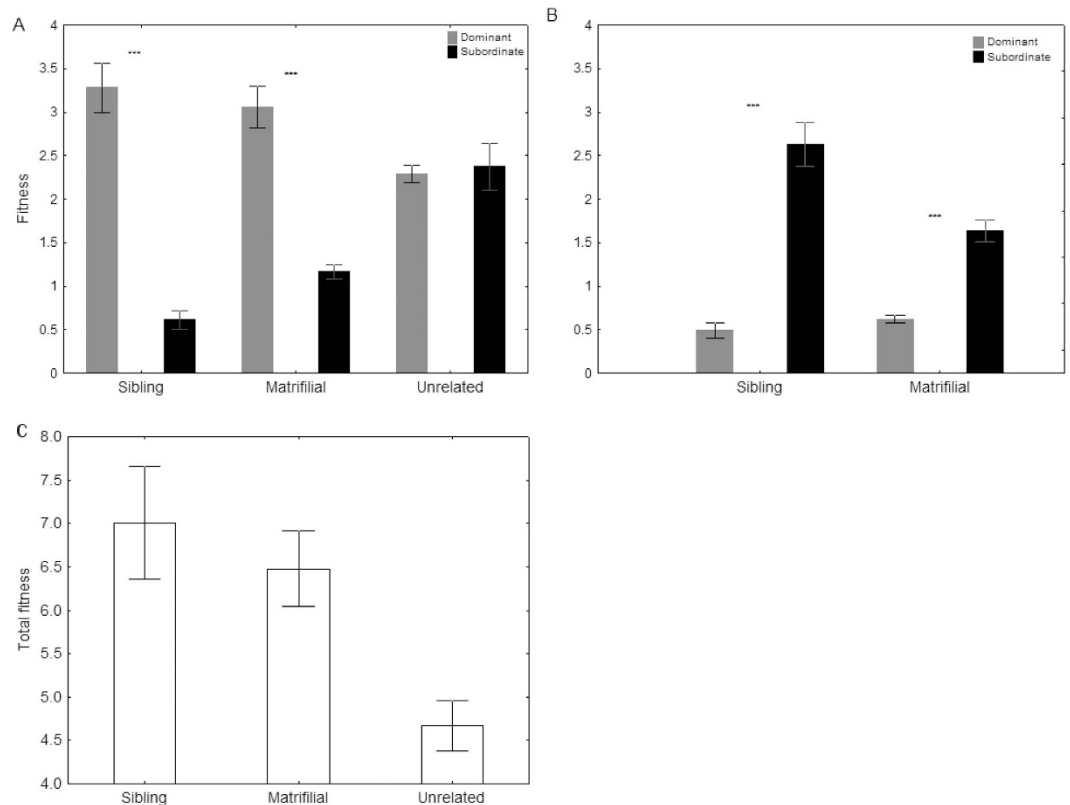 A
4
3.5
3
2.5
2
1.5
1
0.5
0
Fitness
Dominant
Subordinate
***
***
Sibling Matrifilial Unrelated
B
4
3.5
3
2.5
2
1.5
1
0.5
0
Dominant
Subordinate
***
***
Sibling Matrifilial
C
8.0
7.5
7.0
6.5
6.0
5.5
5.0
4.5
4.0
Total fitness
Sibling Matrifilial Unrelated